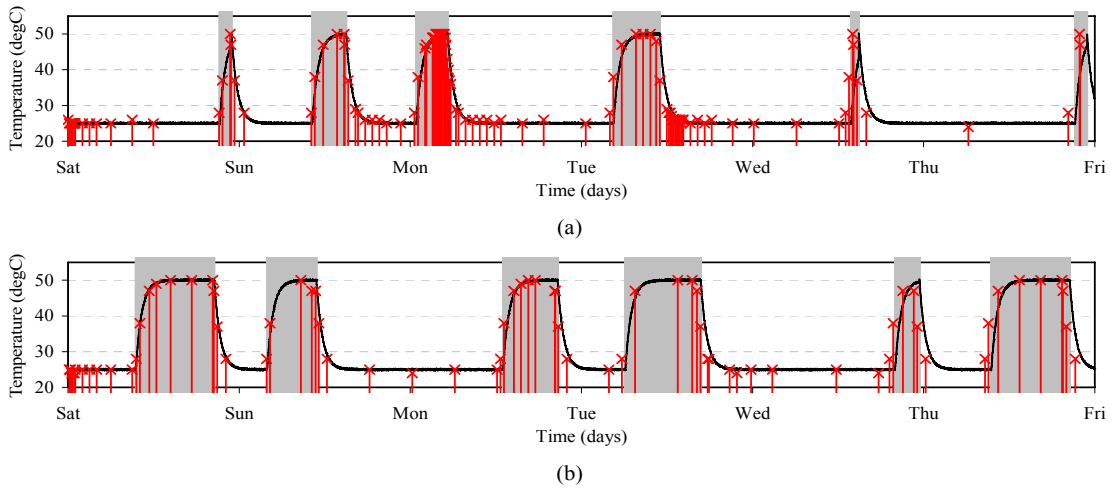 Temperature (degC)
50
40
30
20
Sat Sun Mon Tue Wed Thu Fri
Time (days)
(a)
Temperature (degC)
50
40
30
20
Sat Sun Mon Tue Wed Thu Fri
Time (days)
(b)